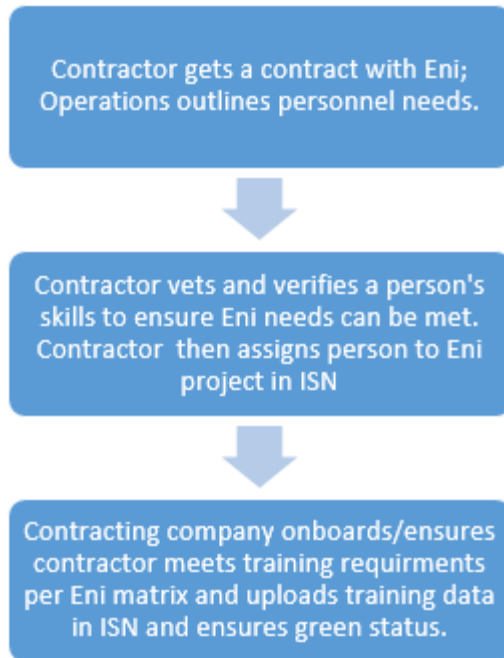 Contractor gets a contract with Eni;
Operations outlines personnel needs.
Contractor vets and verifies a person's
skills to ensure Eni needs can be met.
Contractor  then assigns person to Eni
project in ISN
Contracting company onboards/ensures
contractor meets training requirments
per Eni matrix and uploads training data
in ISN and ensures green status.